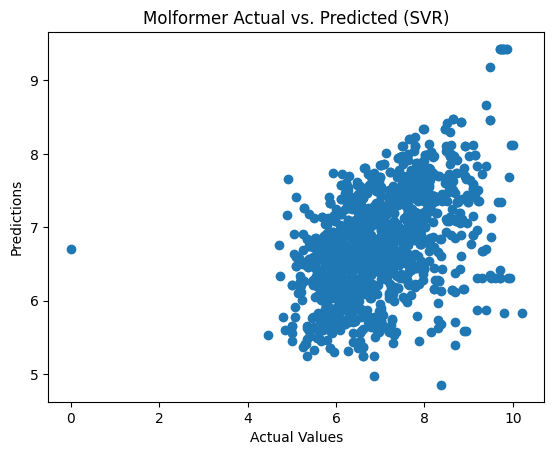 Molformer Actual vs. Predicted (SVR)
Predictions
9
8
7
6
5
0 2 4 6 8 10
Actual Values